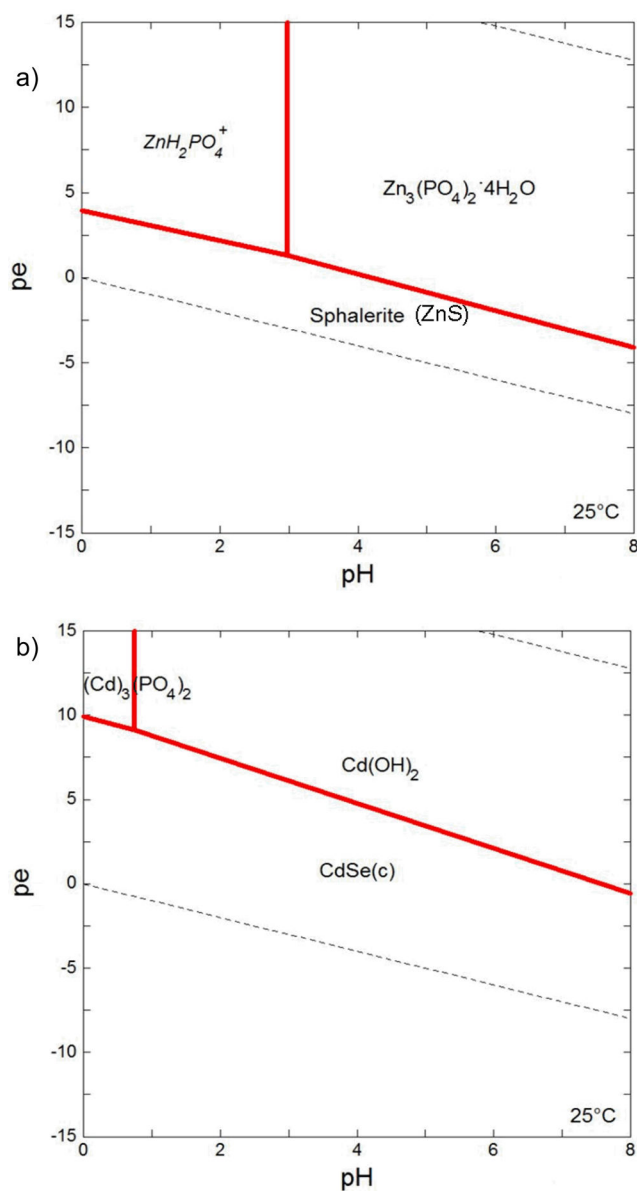 a)
15
10
5
0
-5
-10
-15
pe
ZnH₂PO₄⁺
Zn₃(PO₄)₂·4H₂O
Sphalerite (ZnS)
25°C
0 2 4 6 8
pH
b)
15
10
5
0
-5
-10
-15
pe
(Cd)₃(PO₄)₂
Cd(OH)₂
CdSe(c)
25°C
0 2 4 6 8
pH